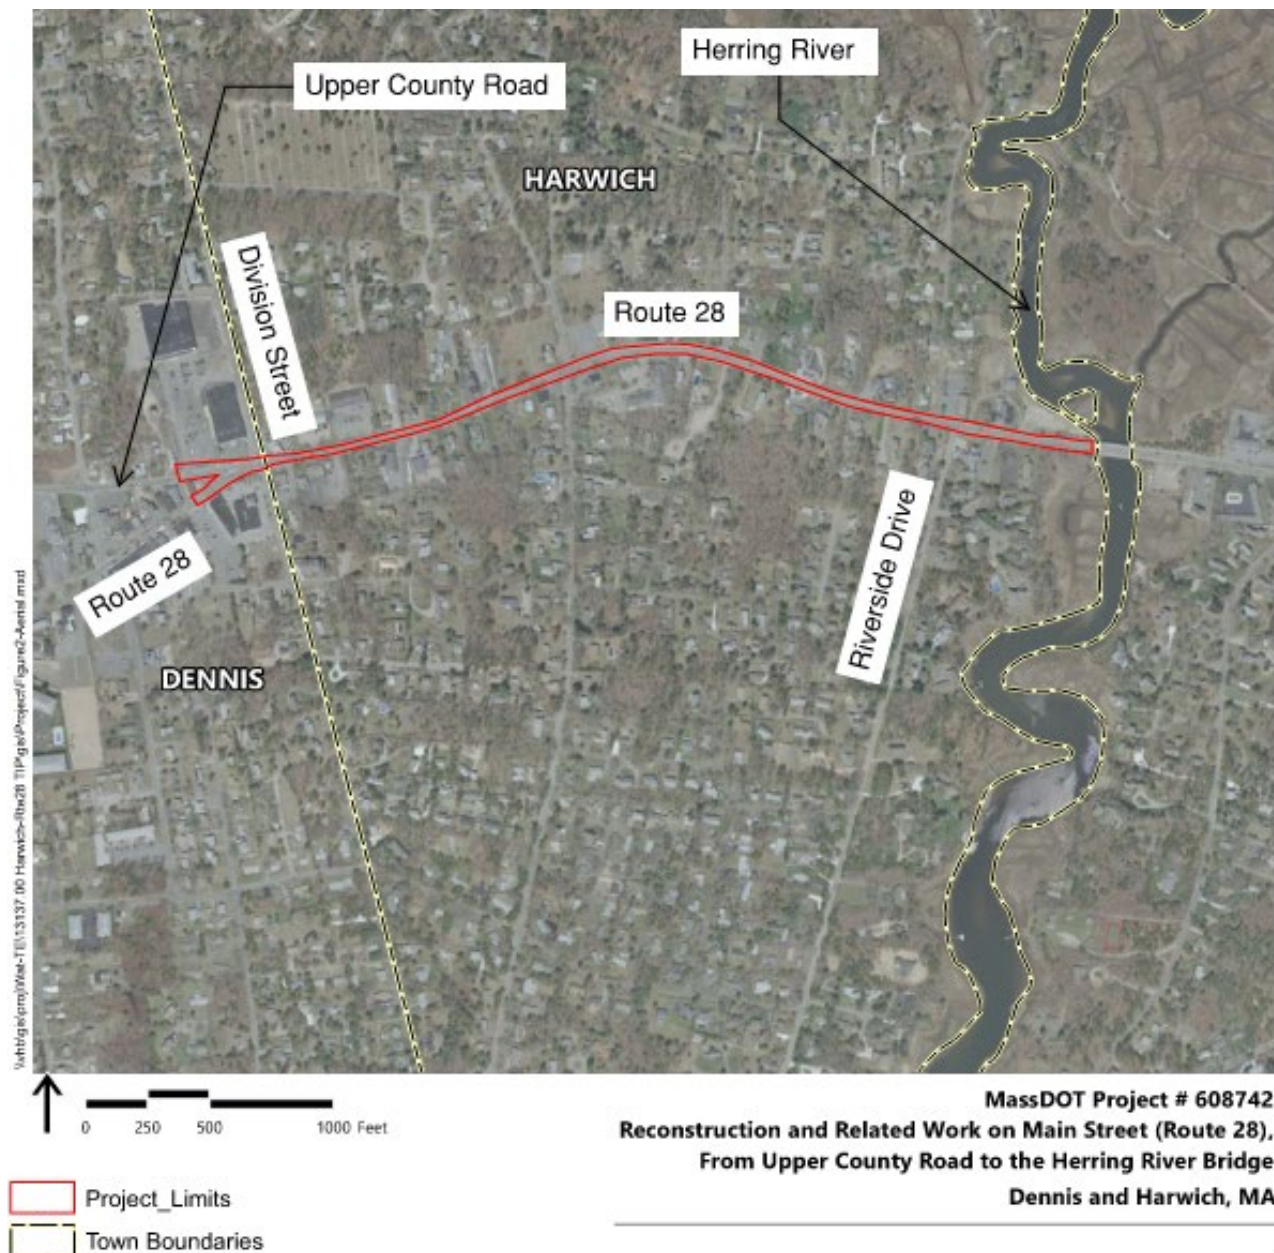 Herring River
Upper County Road
HARWICH
Division Street
Route 28
Route 28
Riverside Drive
DENNIS
0 250 500 1000 Feet
MassDOT Project # 608742
Reconstruction and Related Work on Main Street (Route 28),
From Upper County Road to the Herring River Bridge
Dennis and Harwich, MA
Project_Limits
Town Boundaries